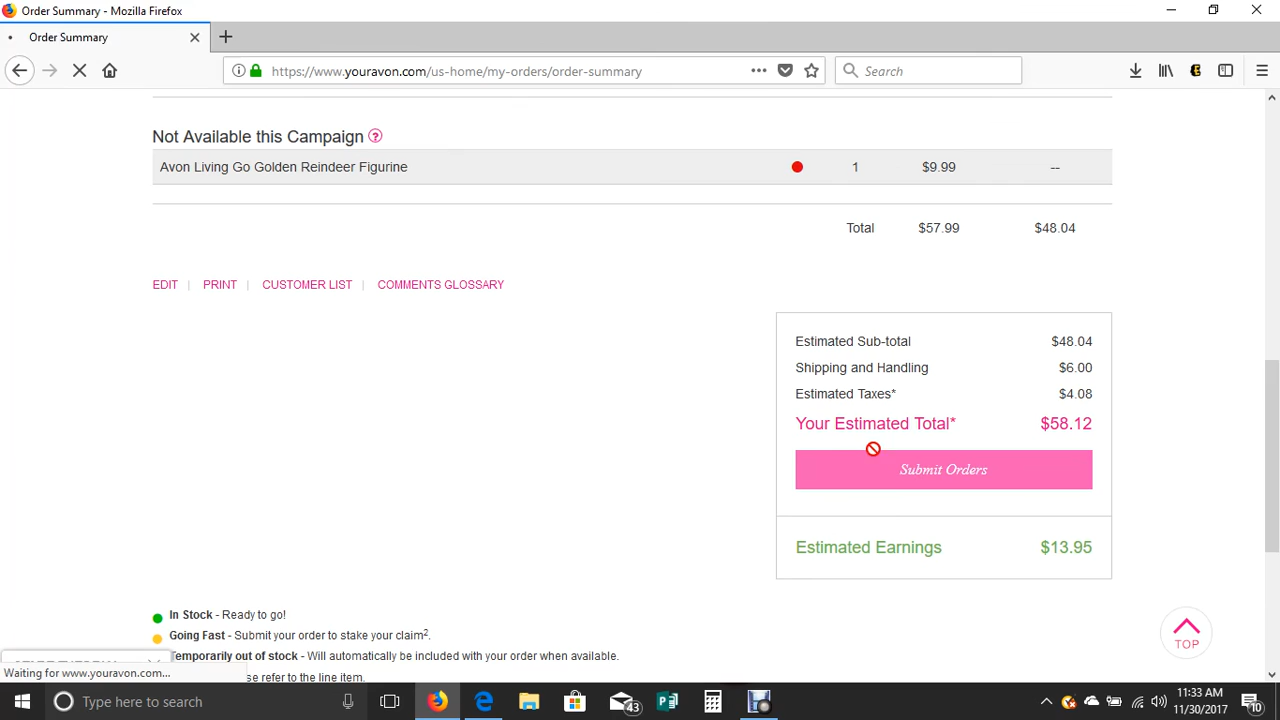 Order Summary - Mozilla Firefox
Order Summary
https://www.youravon.com/us-home/my-orders/order-summary
Search
Not Available this Campaign ?
Avon Living Go Golden Reindeer Figurine 1 $9.99 --
Total $57.99 $48.04
EDIT | PRINT | CUSTOMER LIST | COMMENTS GLOSSARY
Estimated Sub-total $48.04
Shipping and Handling $6.00
Estimated Taxes* $4.08
Your Estimated Total* $58.12
Submit Orders
Estimated Earnings $13.95
In Stock - Ready to go!
Going Fast - Submit your order to stake your claim2.
Temporarily out of stock - Will automatically be included with your order when available.
TOP
Waiting for www.youravon.com...
se refer to the line item.
Type here to search
43
11:33 AM
11/30/2017
10